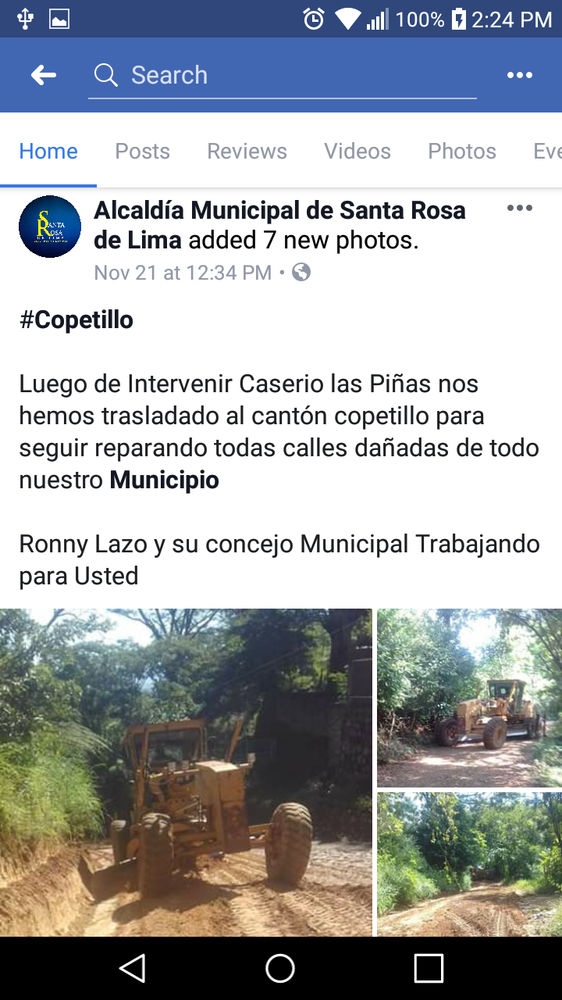 100% 2:24 PM
Search
Home Posts Reviews Videos Photos Eve
SANTA
ROSA
DE LIMA
Alcaldía Municipal de Santa Rosa
de Lima added 7 new photos.
Nov 21 at 12:34 PM •
#Copetillo
Luego de Intervenir Caserio las Piñas nos
hemos trasladado al cantón copetillo para
seguir reparando todas calles dañadas de todo
nuestro Municipio
Ronny Lazo y su concejo Municipal Trabajando
para Usted